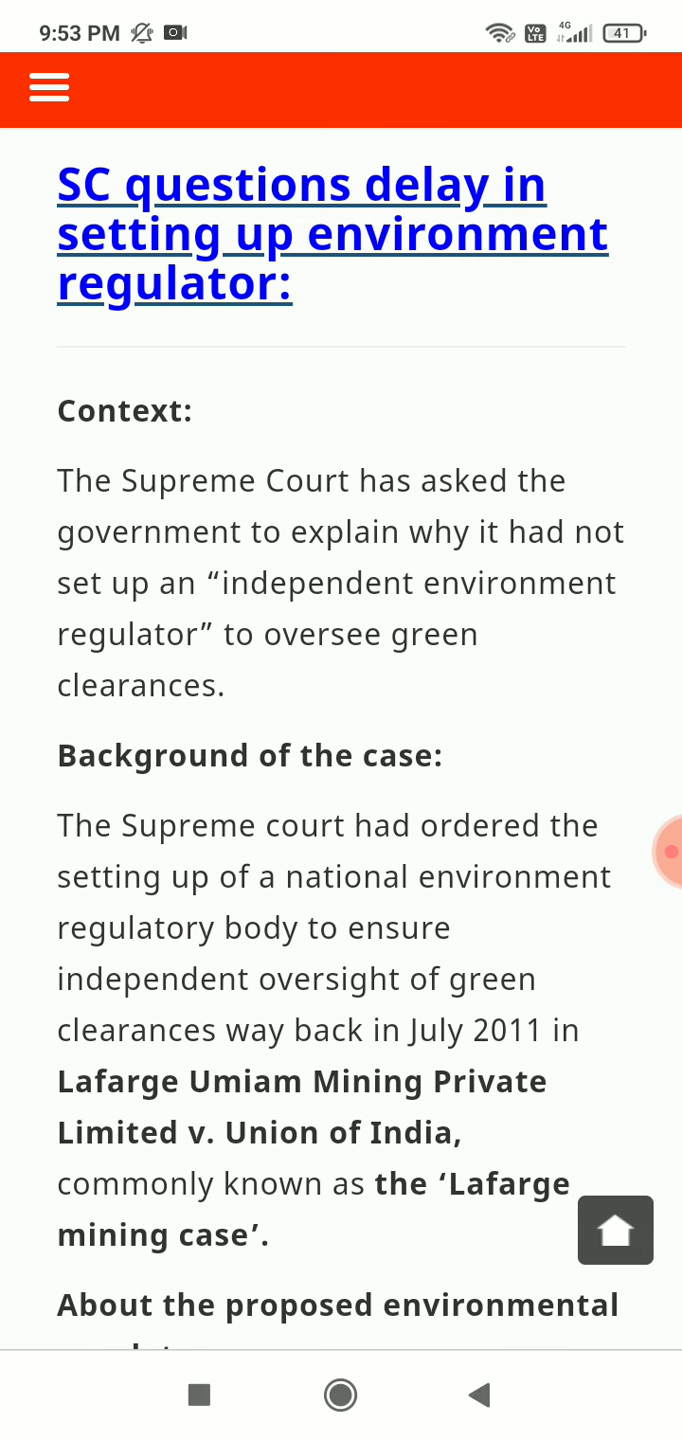 9:53 PM
Vo LTE
4G
41
SC questions delay in
setting up environment
regulator:
Context:
The Supreme Court has asked the
government to explain why it had not
set up an “independent environment
regulator” to oversee green
clearances.
Background of the case:
The Supreme court had ordered the
setting up of a national environment
regulatory body to ensure
independent oversight of green
clearances way back in July 2011 in
Lafarge Umiam Mining Private
Limited v. Union of India,
commonly known as the ‘Lafarge
mining case’.
About the proposed environmental